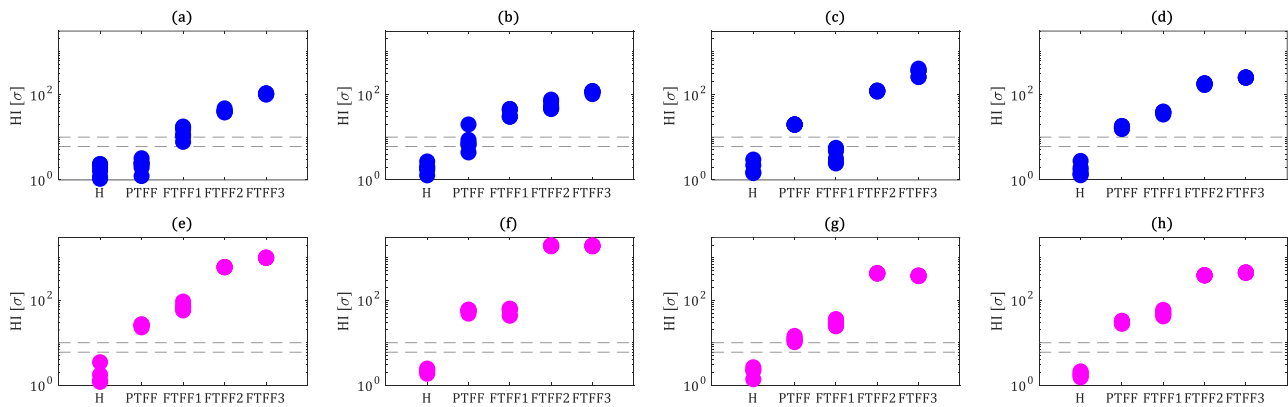 (a) (b) (c) (d)
HI [σ] HI [σ] HI [σ] HI [σ]
10² 10² 10² 10²
10⁰ 10⁰ 10⁰ 10⁰
H PTFF FTFF1 FTFF2 FTFF3 H PTFF FTFF1 FTFF2 FTFF3 H PTFF FTFF1 FTFF2 FTFF3 H PTFF FTFF1 FTFF2 FTFF3
(e) (f) (g) (h)
HI [σ] HI [σ] HI [σ] HI [σ]
10² 10² 10² 10²
10⁰ 10⁰ 10⁰ 10⁰
H PTFF FTFF1 FTFF2 FTFF3 H PTFF FTFF1 FTFF2 FTFF3 H PTFF FTFF1 FTFF2 FTFF3 H PTFF FTFF1 FTFF2 FTFF3